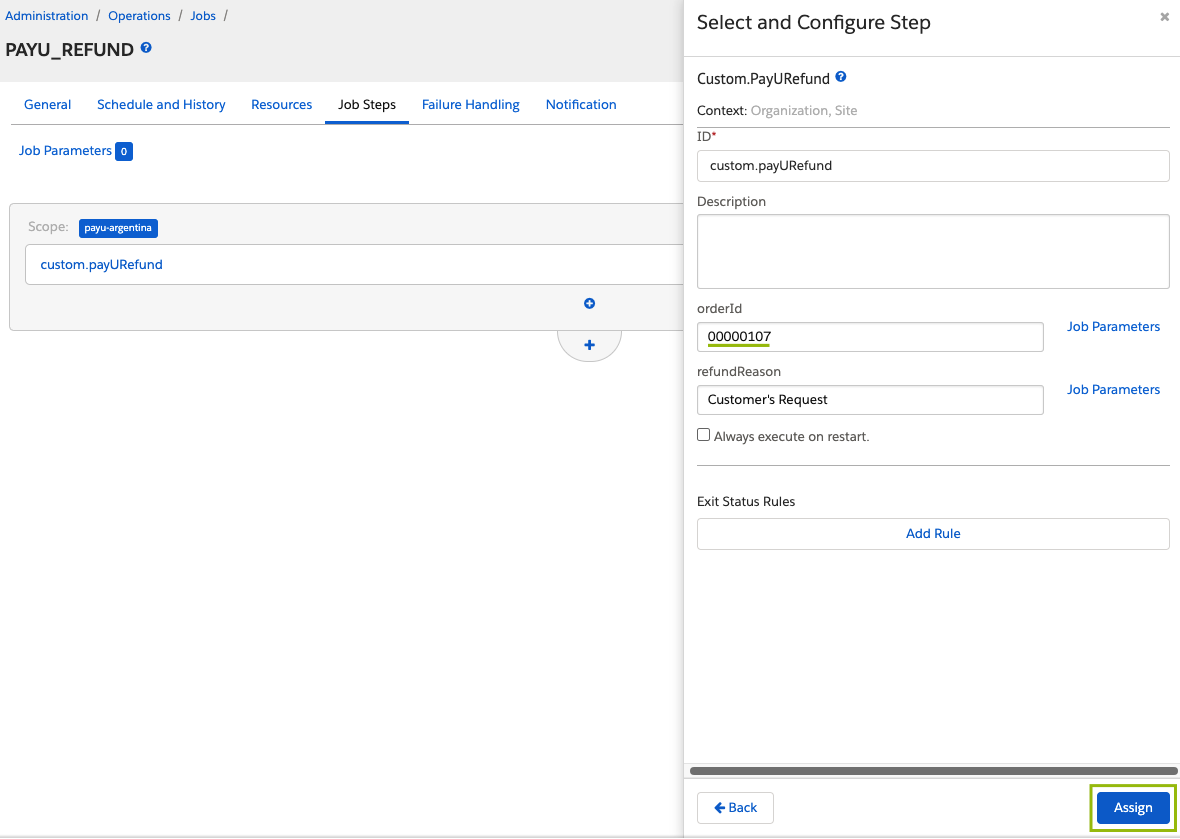 Administration / Operations / Jobs /
PAYU_REFUND ?
General Schedule and History Resources Job Steps Failure Handling Notification
Job Parameters 0
Scope: payu-argentina
custom.payURefund
Select and Configure Step
Custom.PayURefund ?
Context: Organization, Site
ID*
custom.payURefund
Description
orderId
00000107
Job Parameters
refundReason
Customer's Request
Job Parameters
Always execute on restart.
Exit Status Rules
Add Rule
Back
Assign